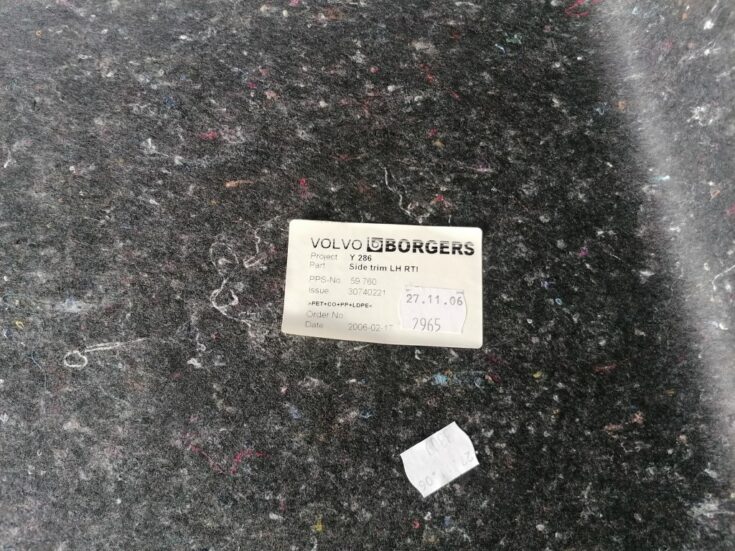 VOLVO BORGERS
Project Y 286
Part Side trim LH RTI
PPS-No 59 760
Issue 30740221
>PET+CO+PP+LDPE<
Order No
Date 2006-02-17
27.11.06
2965